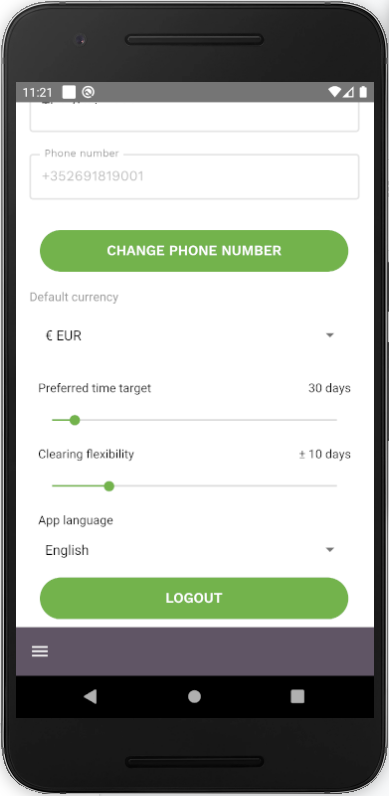 11:21
Phone number
+352691819001
CHANGE PHONE NUMBER
Default currency
€ EUR
Preferred time target 30 days
Clearing flexibility ± 10 days
App language
English
LOGOUT